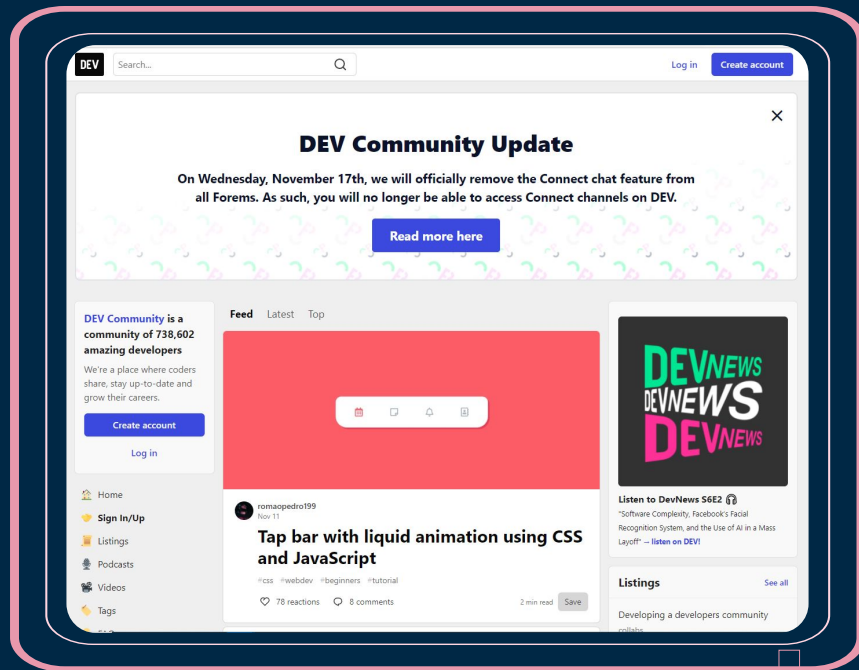 DEV
Search...
Log in
Create account
DEV Community Update
On Wednesday, November 17th, we will officially remove the Connect chat feature from
all Forems. As such, you will no longer be able to access Connect channels on DEV.
Read more here
DEV Community is a
community of 738,602
amazing developers
We're a place where coders
share, stay up-to-date and
grow their careers.
Create account
Log in
Home
Sign In/Up
Listings
Podcasts
Videos
Tags
Feed Latest Top
romaopedro199
Nov 11
Tap bar with liquid animation using CSS
and JavaScript
#css #webdev #beginners #tutorial
78 reactions 8 comments
2 min read Save
DEVNEWS
DEVNEWS
DEVNEWS
Listen to DevNews S6E2
"Software Complexity, Facebook's Facial
Recognition System, and the Use of AI in a Mass
Layoff" — listen on DEV!
Listings See all
Developing a developers community
collabs